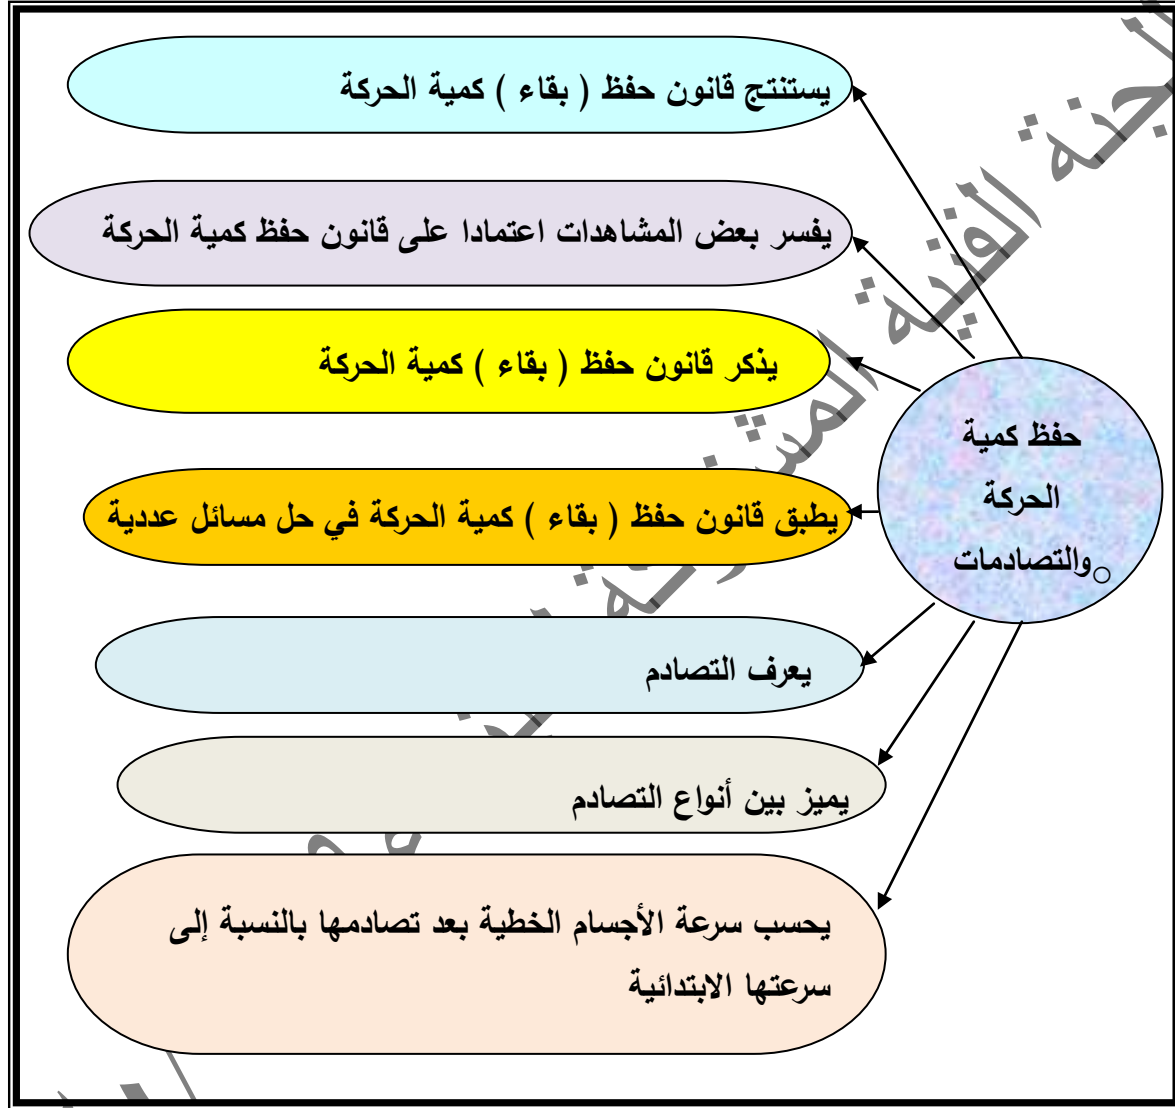 يستنتج قانون حفظ ( بقاء ) كمية الحركة
يفسر بعض المشاهدات اعتمادا على قانون حفظ كمية الحركة
يذكر قانون حفظ ( بقاء ) كمية الحركة
يطبق قانون حفظ ( بقاء ) كمية الحركة في حل مسائل عددية
يعرف التصادم
يميز بين أنواع التصادم
يحسب سرعة الأجسام الخطية بعد تصادمها بالنسبة إلى
سرعتها الابتدائية
حفظ كمية
الحركة
والتصادمات
الفنية